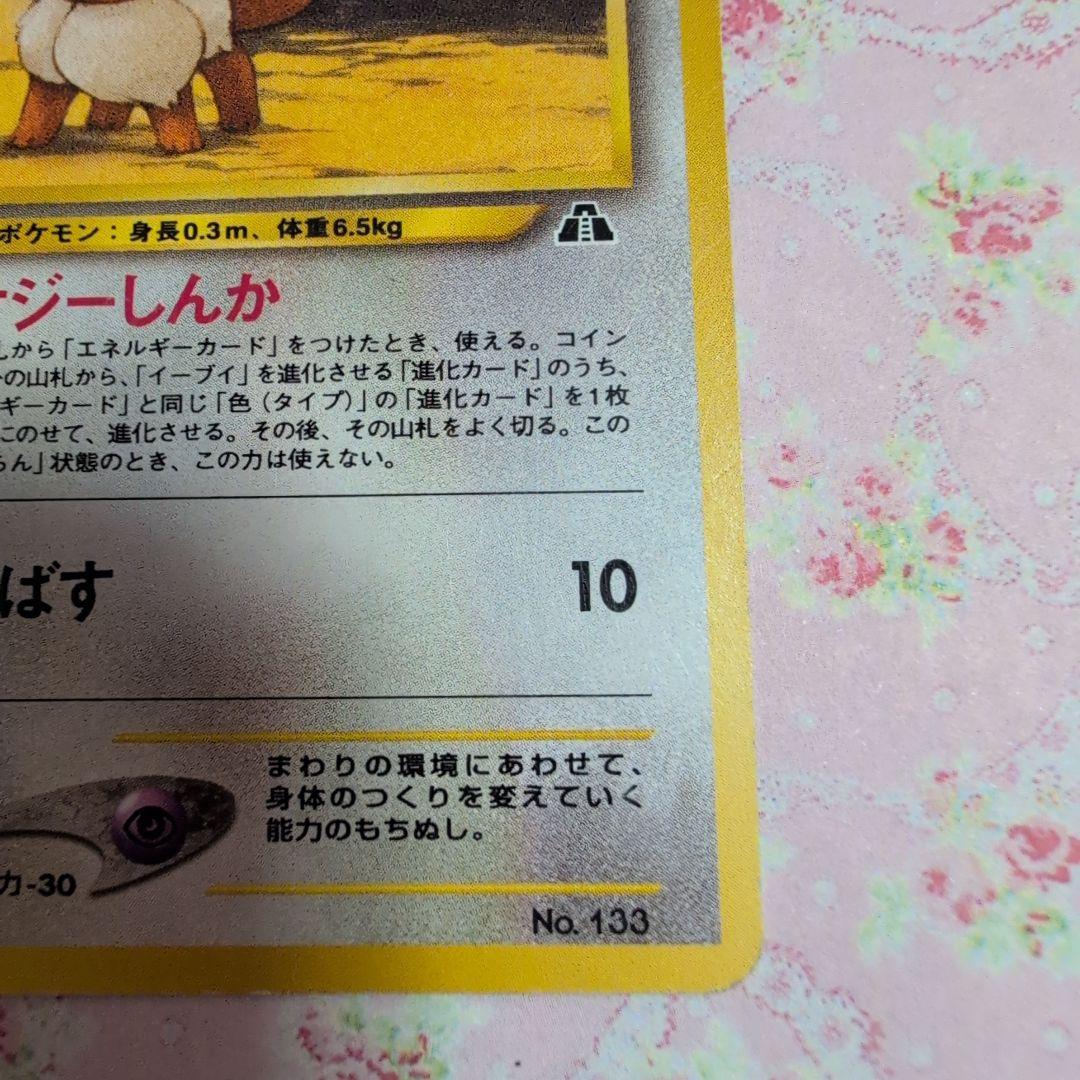 ポケモン：身長0.3m、体重6.5kg
ジーしんか
から「エネルギーカード」をつけたとき、使える。コイン
の山札から、「イーブイ」を進化させる「進化カード」のうち、
ギーカード」と同じ「色（タイプ）」の「進化カード」を1枚
にのせて、進化させる。その後、その山札をよく切る。この
らん」状態のとき、この力は使えない。
ばす
10
まわりの環境にあわせて、
身体のつくりを変えていく
能力のもちぬし。
力-30
No. 133